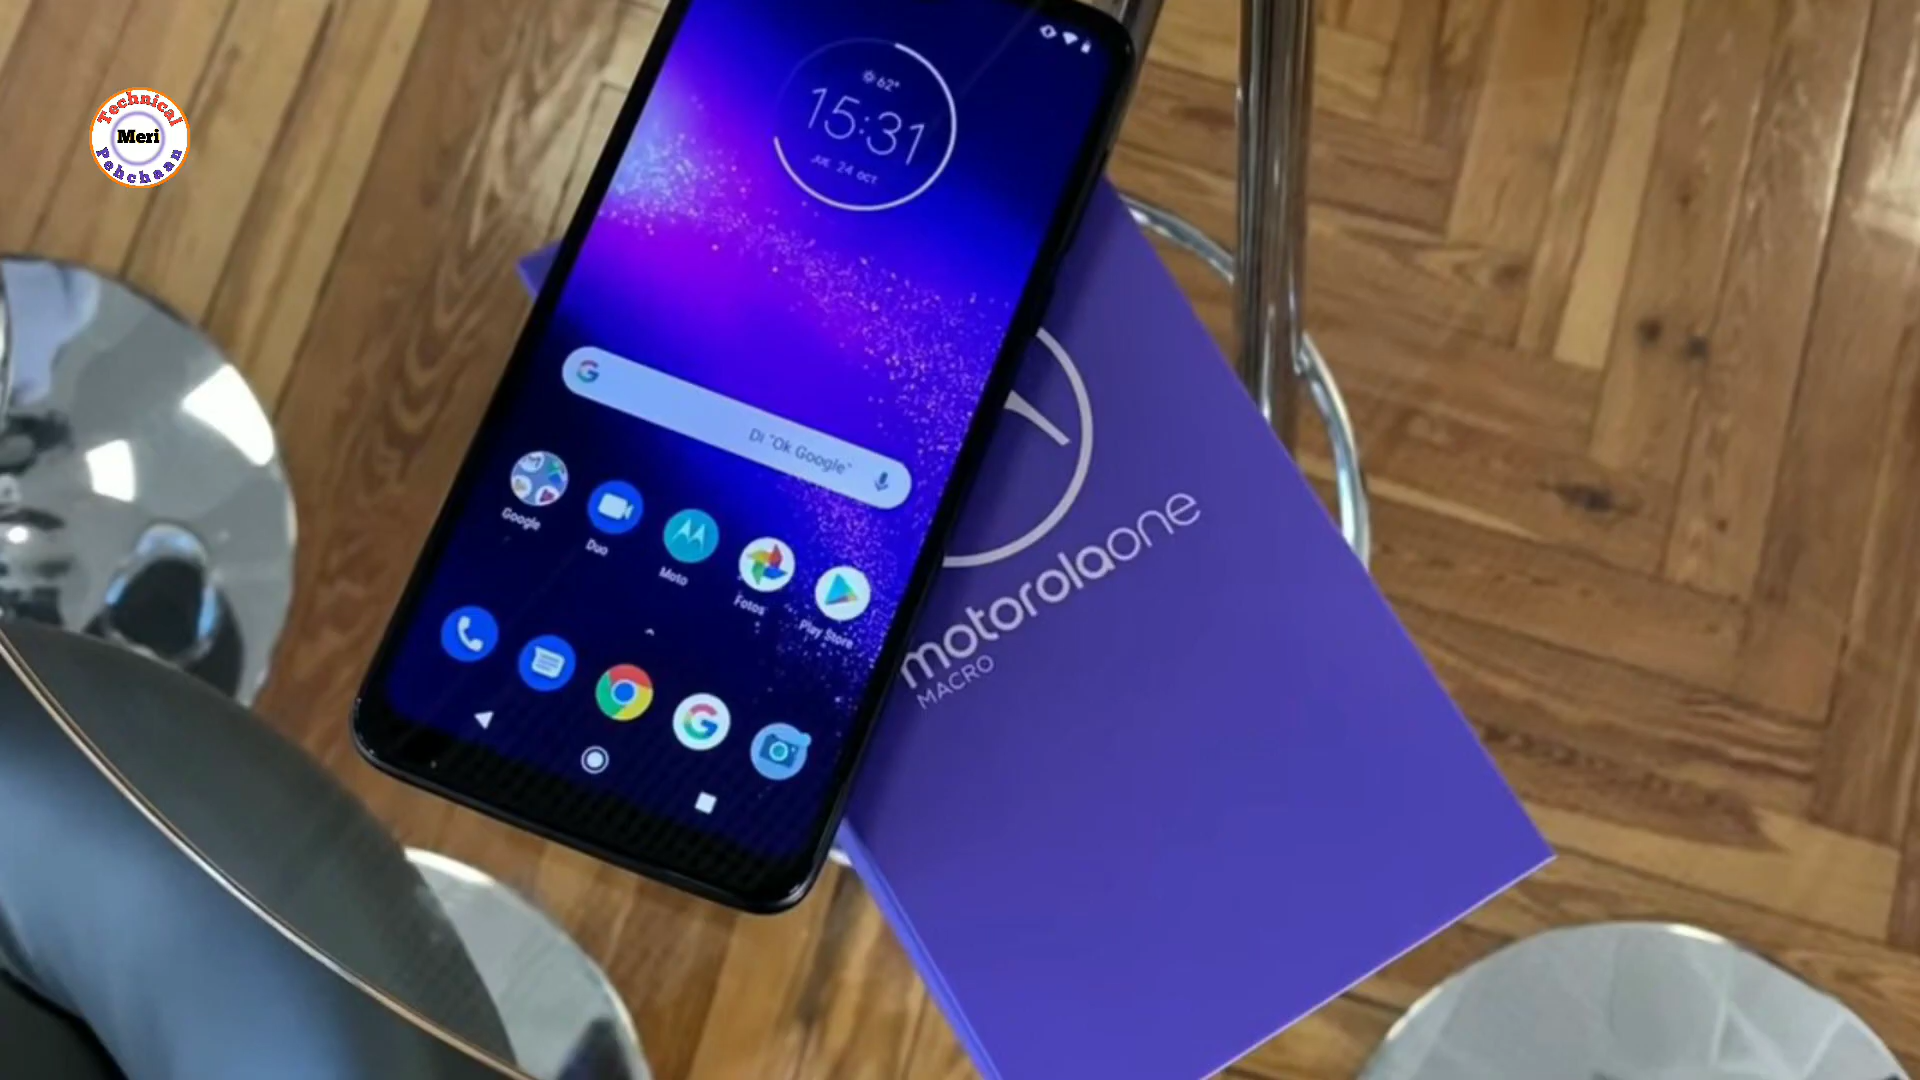 Technical
Meri
Pehchaan
62°
15:31
JUE. 24 OCT
Di "Ok Google"
Google
Duo
Moto
Fotos
Play Store
motorolaone
MACRO